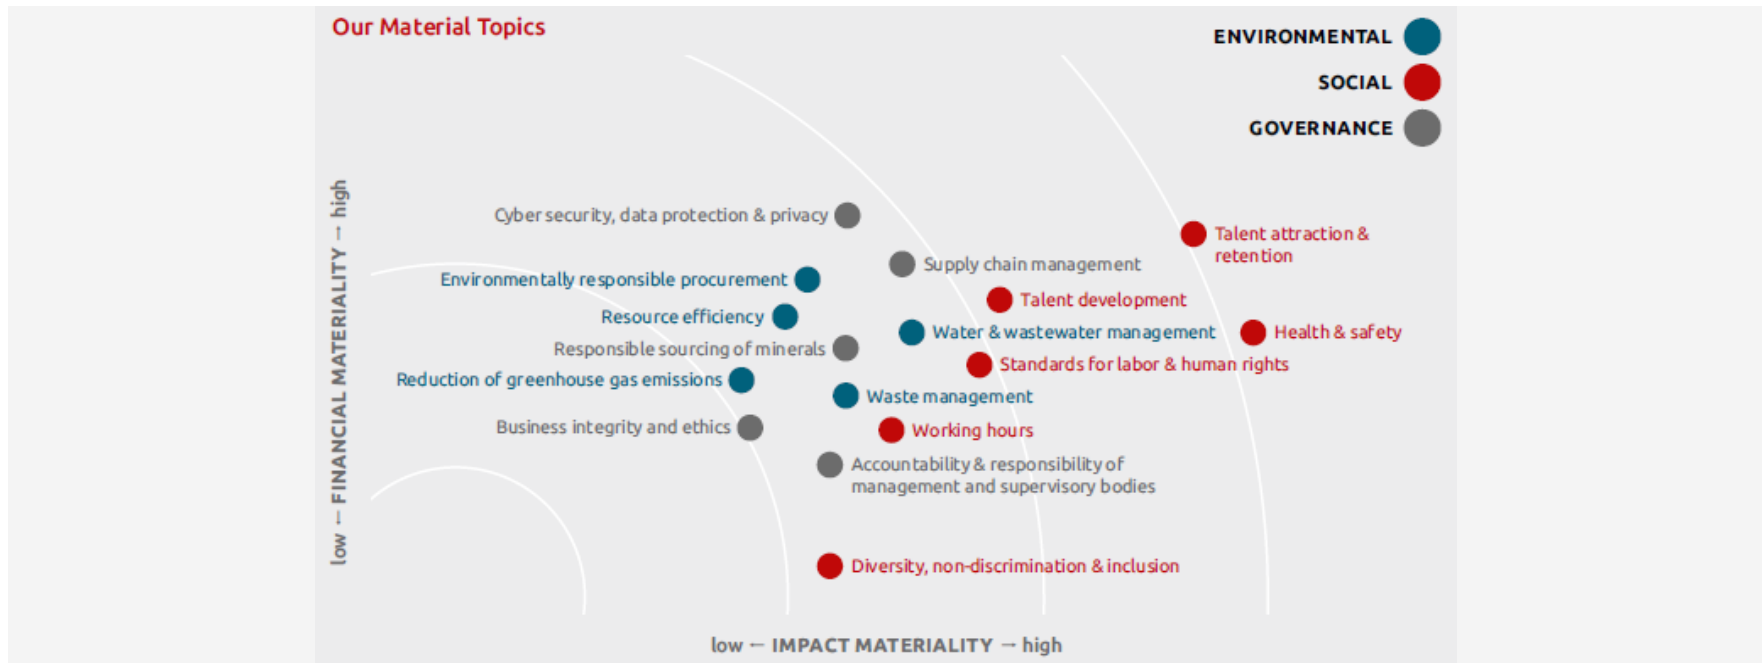 Our Material Topics
ENVIRONMENTAL
SOCIAL
GOVERNANCE
low ← FINANCIAL MATERIALITY → high
Cyber security, data protection & privacy
Talent attraction &
retention
Supply chain management
Environmentally responsible procurement
Talent development
Resource efficiency
Water & wastewater management
Health & safety
Responsible sourcing of minerals
Standards for labor & human rights
Reduction of greenhouse gas emissions
Waste management
Business integrity and ethics
Working hours
Accountability & responsibility of
management and supervisory bodies
Diversity, non-discrimination & inclusion
low ← IMPACT MATERIALITY → high